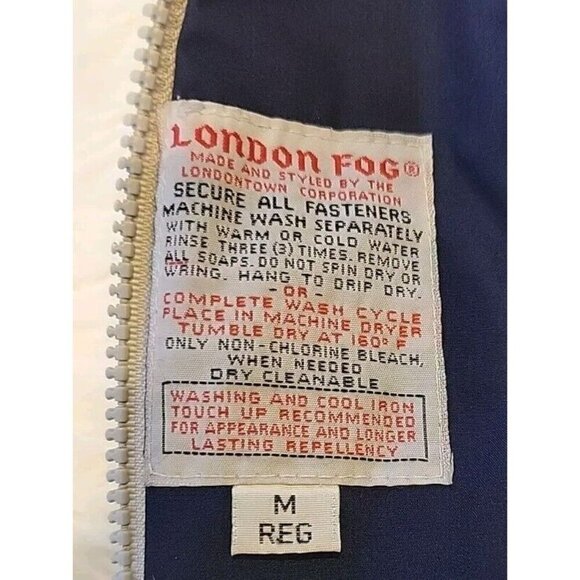 LONDON FOG®
MADE AND STYLED BY THE
LONDONTOWN CORPORATION
SECURE ALL FASTENERS
MACHINE WASH SEPARATELY
WITH WARM OR COLD WATER
RINSE THREE (3) TIMES. REMOVE
ALL SOAPS. DO NOT SPIN DRY OR
WRING. HANG TO DRIP DRY.
-OR-
COMPLETE WASH CYCLE
PLACE IN MACHINE DRYER
TUMBLE DRY AT 160° F
ONLY NON-CHLORINE BLEACH,
WHEN NEEDED
DRY CLEANABLE
WASHING AND COOL IRON
TOUCH UP RECOMMENDED
FOR APPEARANCE AND LONGER
LASTING REPELLENCY
M
REG